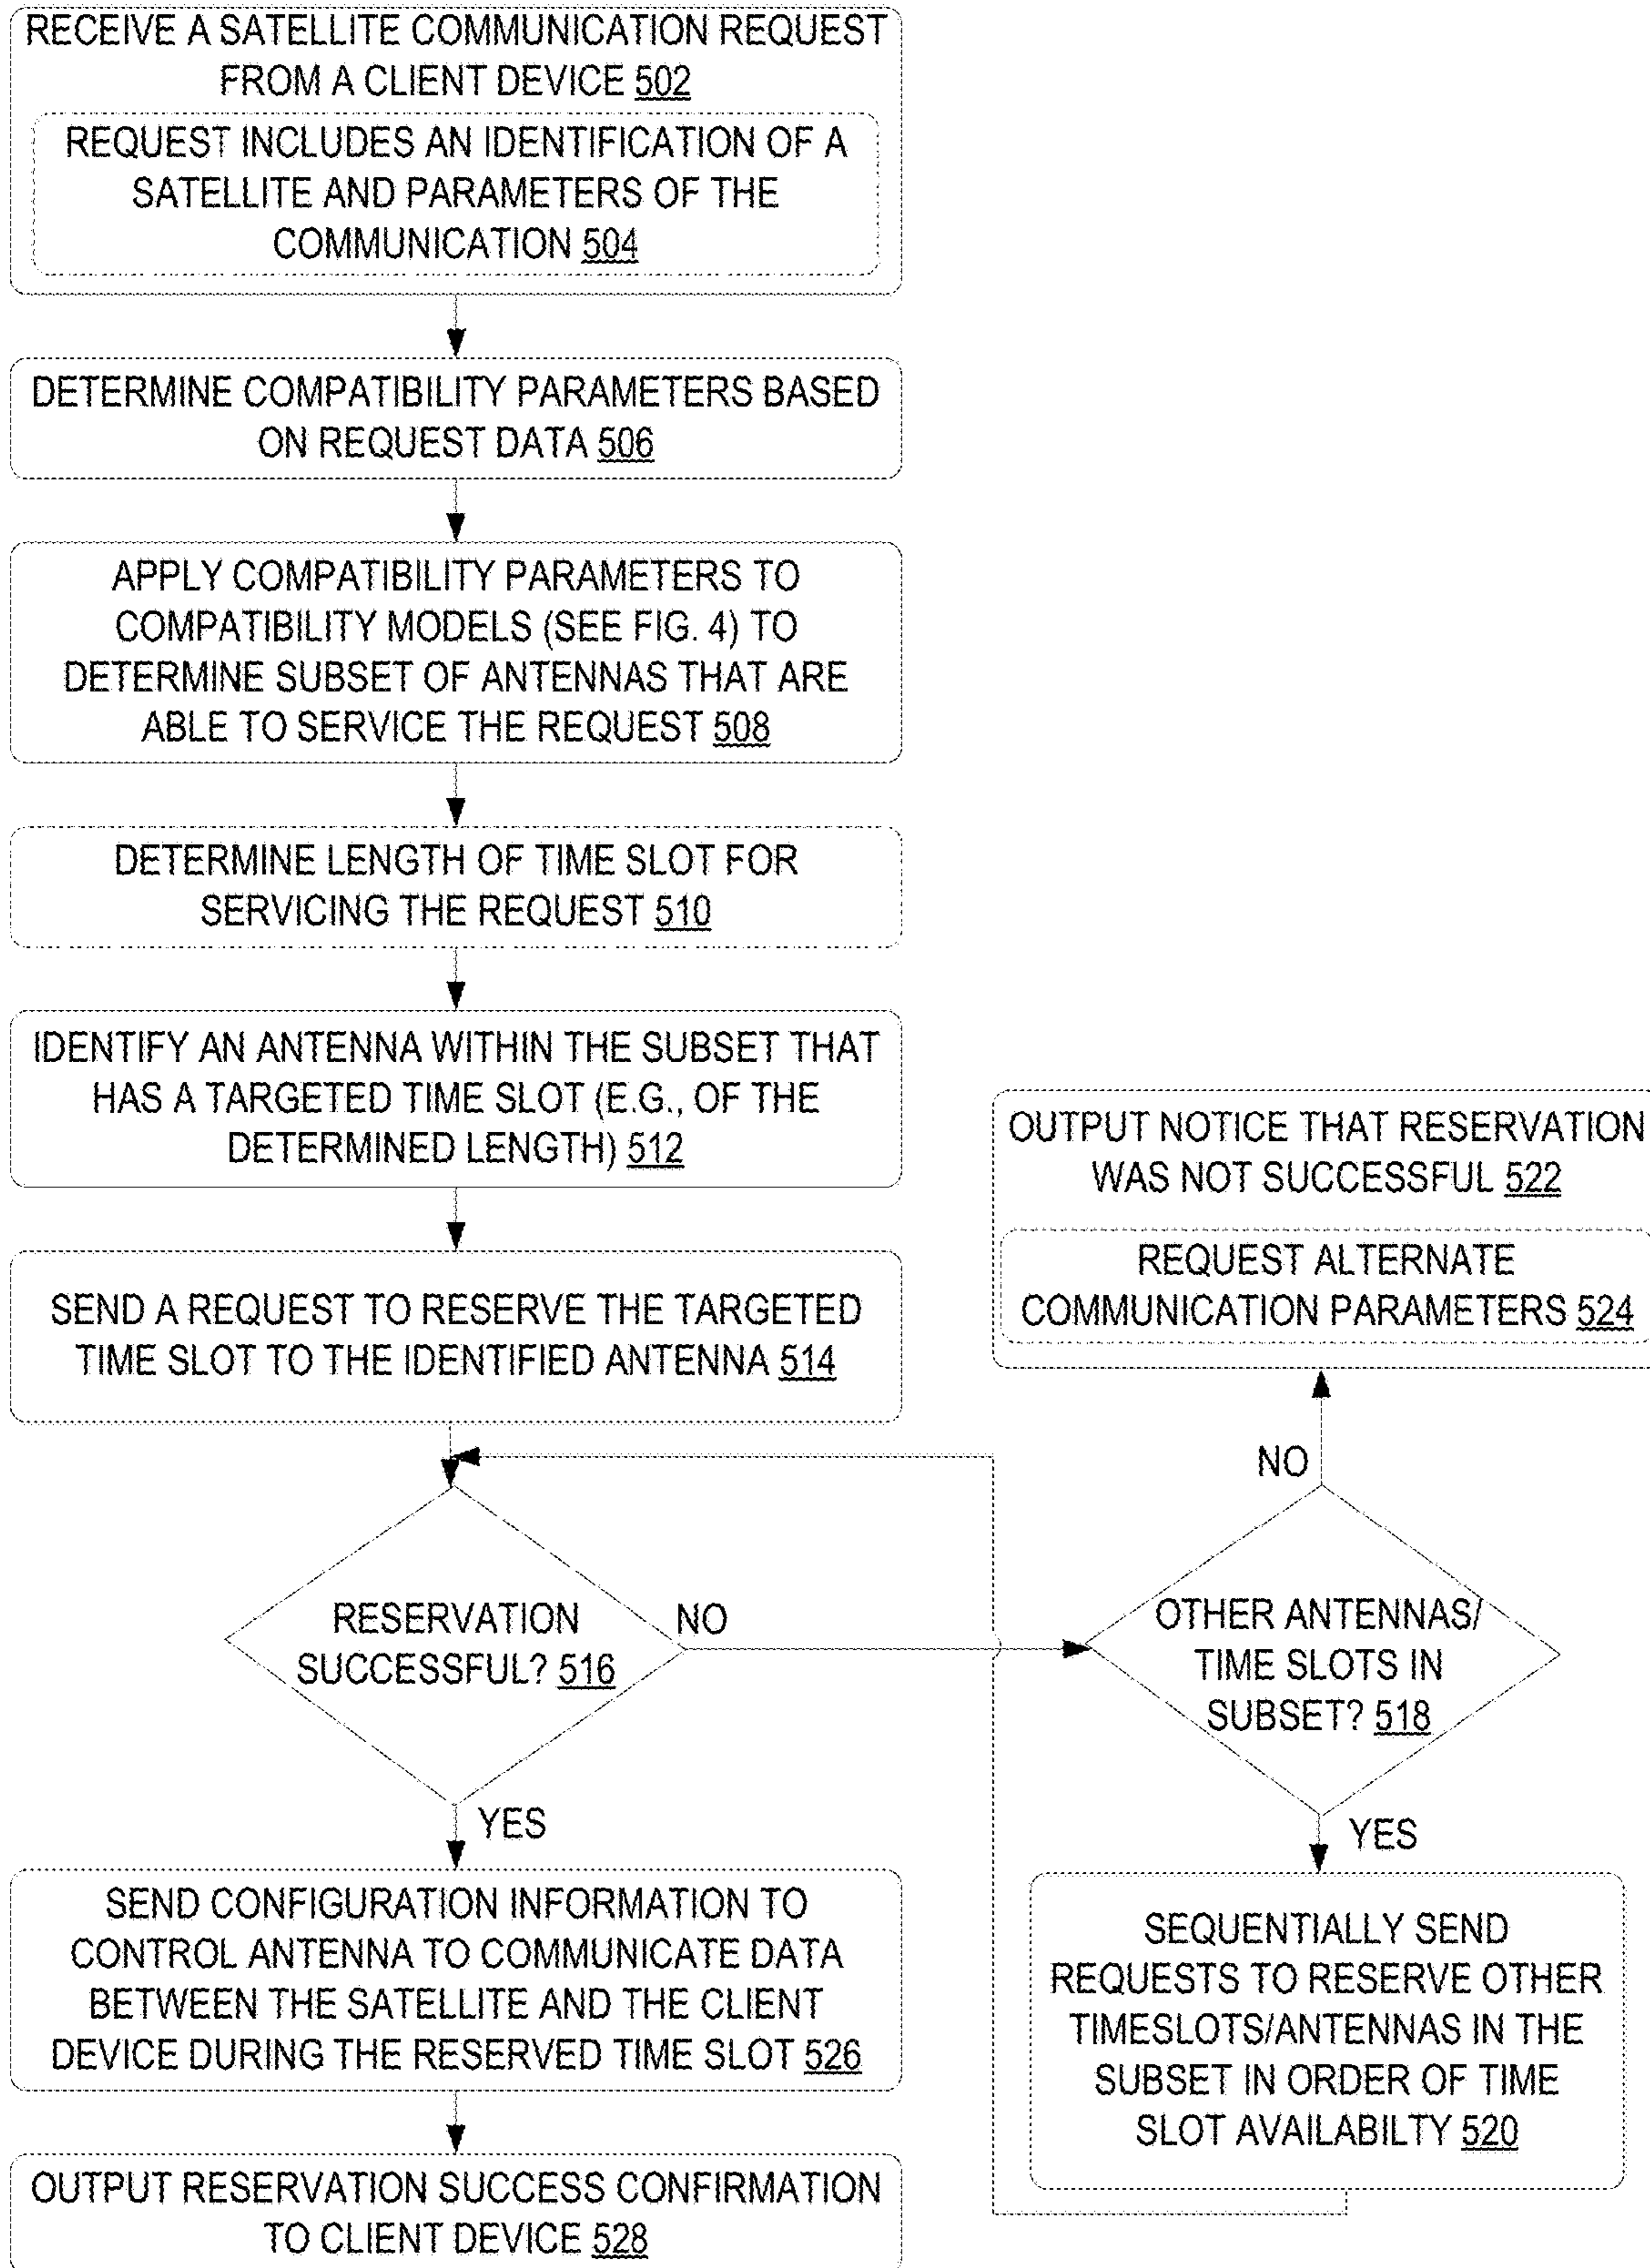 RECEIVE A SATELLITE COMMUNICATION REQUEST
FROM A CLIENT DEVICE 502
REQUEST INCLUDES AN IDENTIFICATION OF A
SATELLITE AND PARAMETERS OF THE
COMMUNICATION 504
DETERMINE COMPATIBILITY PARAMETERS BASED
ON REQUEST DATA 506
APPLY COMPATIBILITY PARAMETERS TO
COMPATIBILITY MODELS (SEE FIG. 4) TO
DETERMINE SUBSET OF ANTENNAS THAT ARE
ABLE TO SERVICE THE REQUEST 508
DETERMINE LENGTH OF TIME SLOT FOR
SERVICING THE REQUEST 510
IDENTIFY AN ANTENNA WITHIN THE SUBSET THAT
HAS A TARGETED TIME SLOT (E.G., OF THE
DETERMINED LENGTH) 512
SEND A REQUEST TO RESERVE THE TARGETED
TIME SLOT TO THE IDENTIFIED ANTENNA 514
RESERVATION
SUCCESSFUL? 516
NO
YES
OTHER ANTENNAS/
TIME SLOTS IN
SUBSET? 518
NO
OUTPUT NOTICE THAT RESERVATION
WAS NOT SUCCESSFUL 522
REQUEST ALTERNATE
COMMUNICATION PARAMETERS 524
YES
SEQUENTIALLY SEND
REQUESTS TO RESERVE OTHER
TIMESLOTS/ANTENNAS IN THE
SUBSET IN ORDER OF TIME
SLOT AVAILABILTY 520
SEND CONFIGURATION INFORMATION TO
CONTROL ANTENNA TO COMMUNICATE DATA
BETWEEN THE SATELLITE AND THE CLIENT
DEVICE DURING THE RESERVED TIME SLOT 526
OUTPUT RESERVATION SUCCESS CONFIRMATION
TO CLIENT DEVICE 528